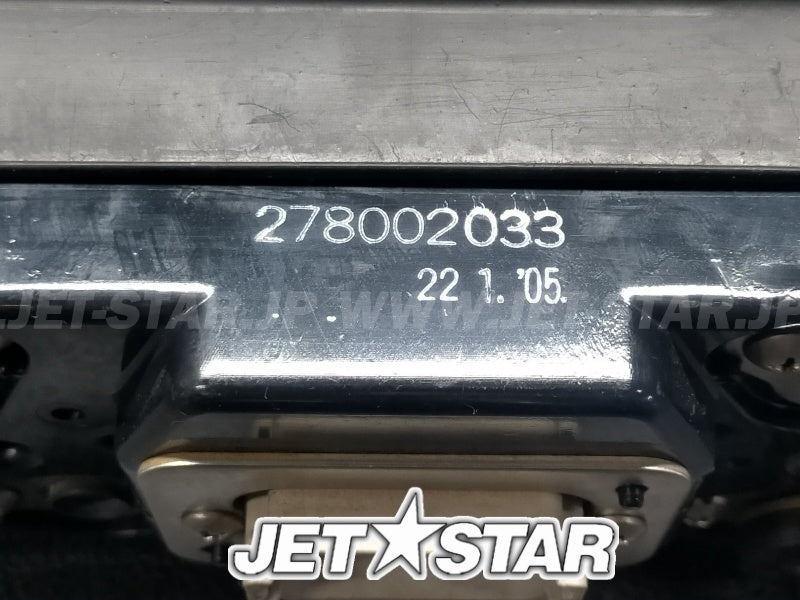 278002033
22 1. '05.
.JET-STAR.JP WWW.JET-STAR.JP
JET★STAR